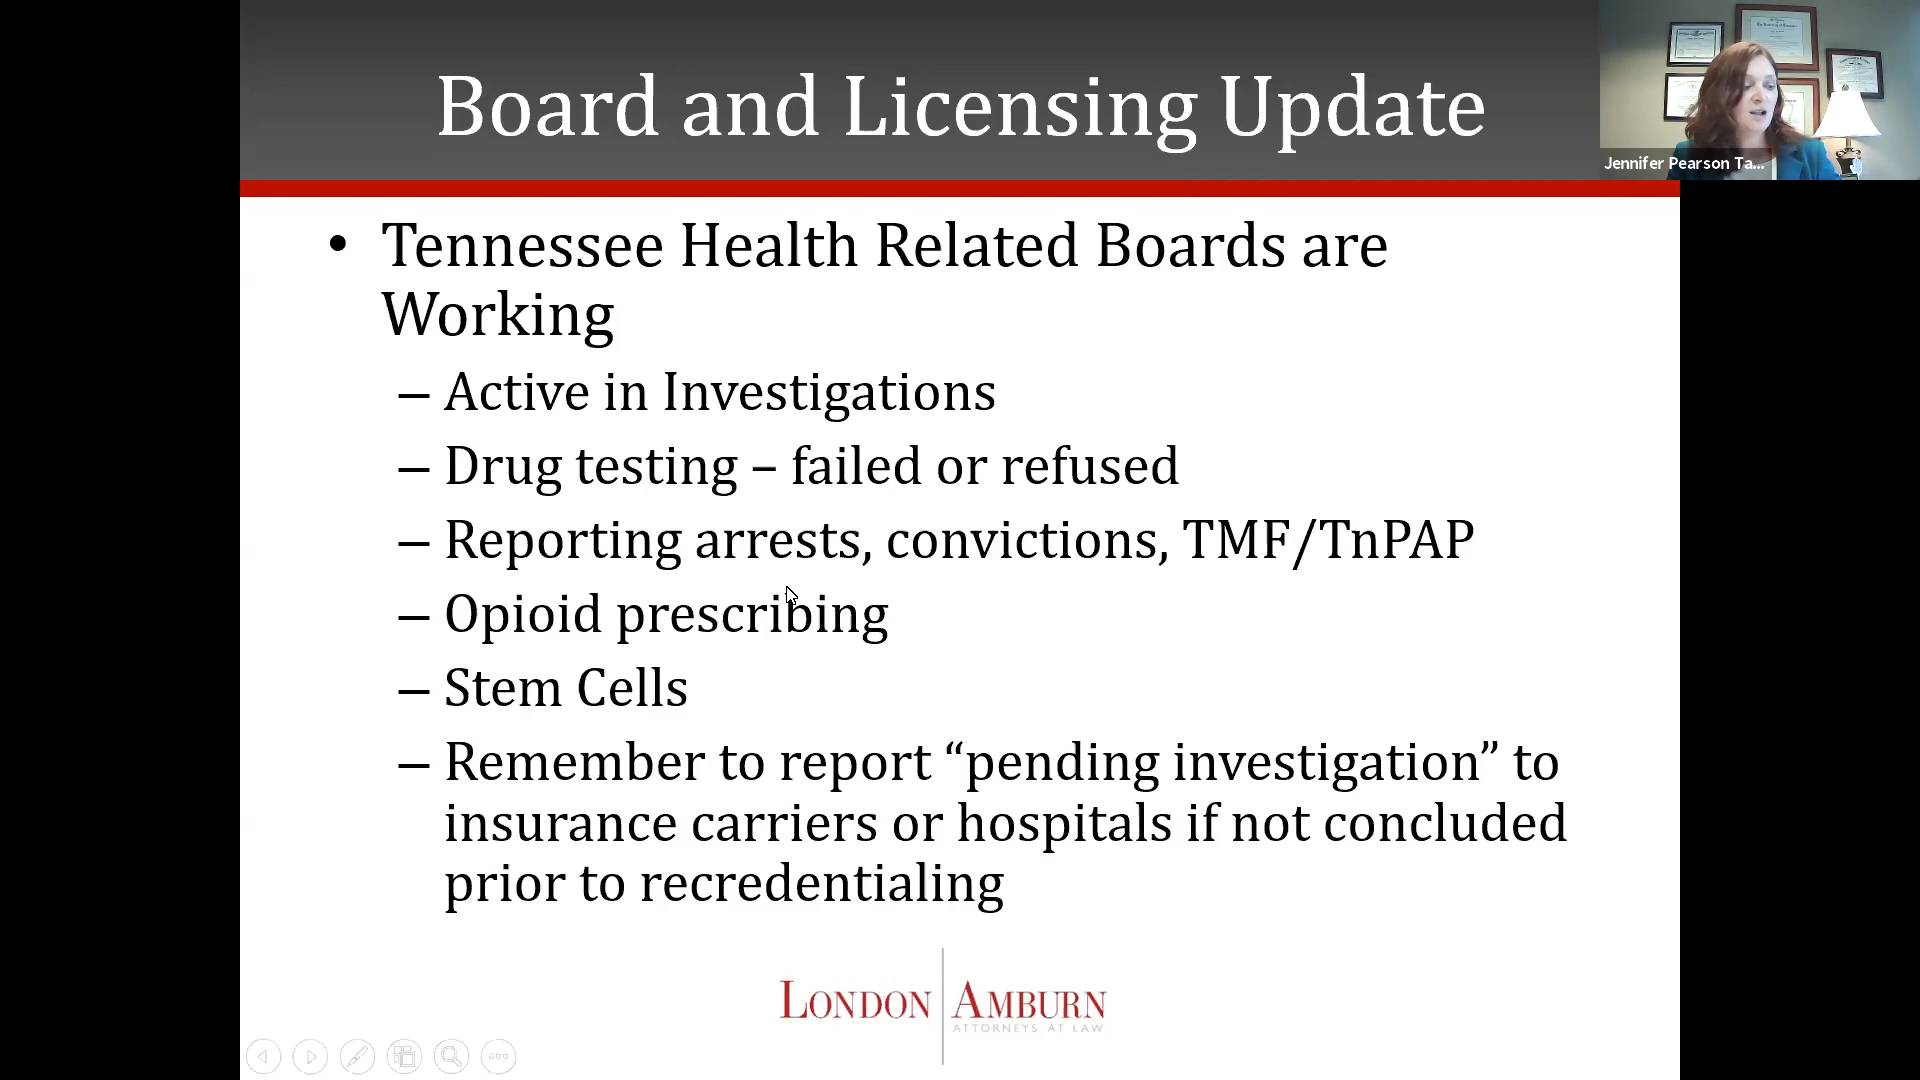 Board and Licensing Update
Jennifer Pearson Ta...
• Tennessee Health Related Boards are
Working
– Active in Investigations
– Drug testing – failed or refused
– Reporting arrests, convictions, TMF/TnPAP
– Opioid prescribing
– Stem Cells
– Remember to report “pending investigation” to
insurance carriers or hospitals if not concluded
prior to recredentialing
LONDON AMBURN
ATTORNEYS AT LAW